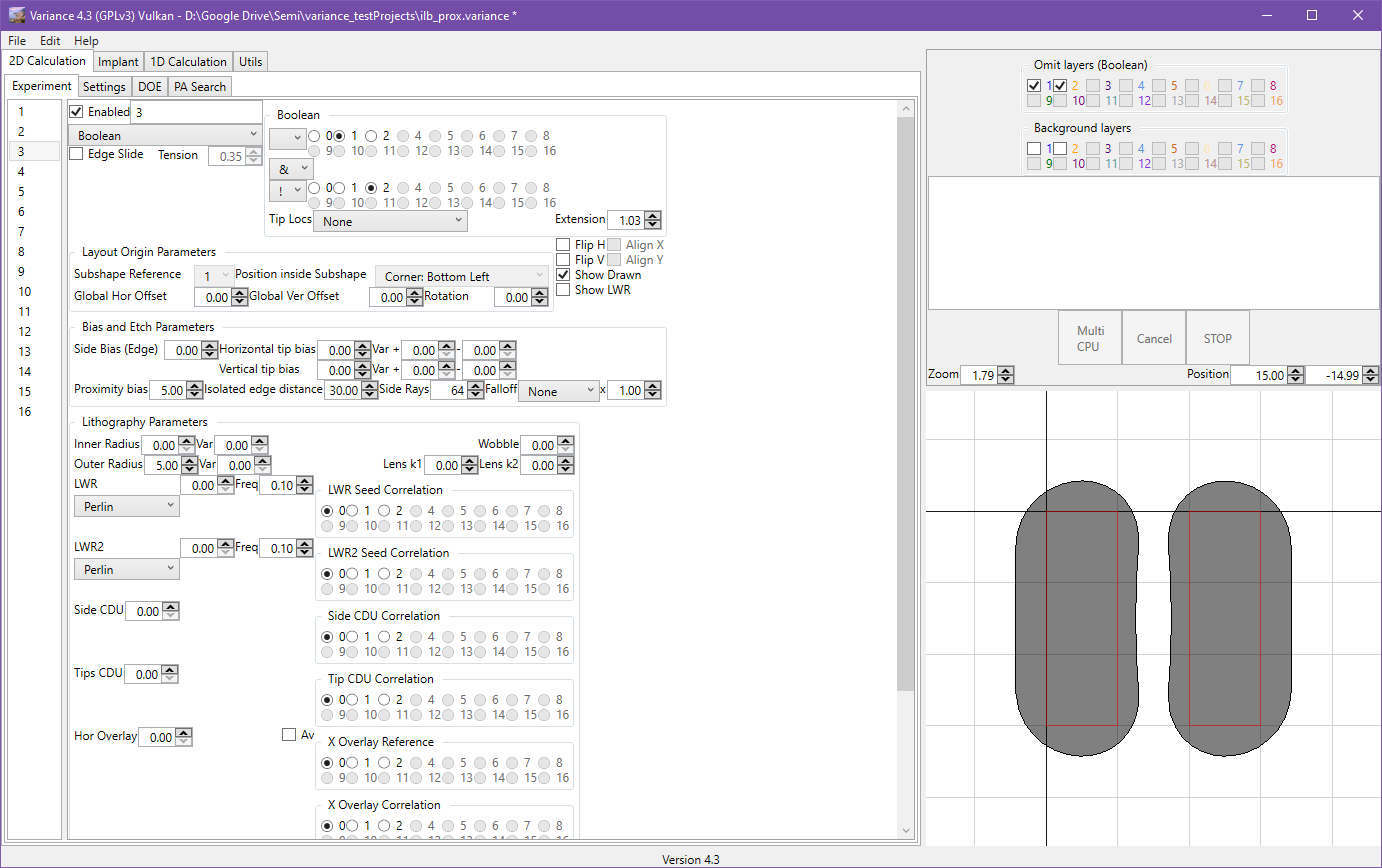 Variance 4.3 (GPLv3) Vulkan - D:\Google Drive\Semi\variance_testProjects\ilb_prox.variance *
File Edit Help
2D Calculation Implant 1D Calculation Utils
Experiment Settings DOE PA Search
1
2
3
4
5
6
7
8
9
10
11
12
13
14
15
16
Enabled 3
Boolean
Edge Slide Tension 0.35
Boolean
0 1 2 4 5 6 7 8
9 10 11 12 13 14 15 16
&
! 0 1 2 4 5 6 7 8
9 10 11 12 13 14 15 16
Tip Locs None Extension 1.03
Layout Origin Parameters
Subshape Reference 1 Position inside Subshape Corner: Bottom Left
Global Hor Offset 0.00 Global Ver Offset 0.00 Rotation 0.00
Flip H Align X
Flip V Align Y
Show Drawn
Show LWR
Bias and Etch Parameters
Side Bias (Edge) 0.00 Horizontal tip bias 0.00 Var + 0.00 - 0.00
Vertical tip bias 0.00 Var + 0.00 - 0.00
Proximity bias 5.00 Isolated edge distance 30.00 Side Rays 64 Falloff None x 1.00
Lithography Parameters
Inner Radius 0.00 Var 0.00 Wobble 0.00
Outer Radius 5.00 Var 0.00 Lens k1 0.00 Lens k2 0.00
LWR 0.00 Freq 0.10
Perlin
LWR Seed Correlation
0 1 2 4 5 6 7 8
9 10 11 12 13 14 15 16
LWR2 0.00 Freq 0.10
Perlin
LWR2 Seed Correlation
0 1 2 4 5 6 7 8
9 10 11 12 13 14 15 16
Side CDU 0.00
Side CDU Correlation
0 1 2 4 5 6 7 8
9 10 11 12 13 14 15 16
Tips CDU 0.00
Tip CDU Correlation
0 1 2 4 5 6 7 8
9 10 11 12 13 14 15 16
Hor Overlay 0.00 Av
X Overlay Reference
0 1 2 4 5 6 7 8
9 10 11 12 13 14 15 16
X Overlay Correlation
0 1 2 4 5 6 7 8
Omit layers (Boolean)
1 2 3 4 5 6 7 8
9 10 11 12 13 14 15 16
Background layers
1 2 3 4 5 6 7 8
9 10 11 12 13 14 15 16
Multi CPU
Cancel
STOP
Zoom 1.79 Position 15.00 -14.99
Version 4.3